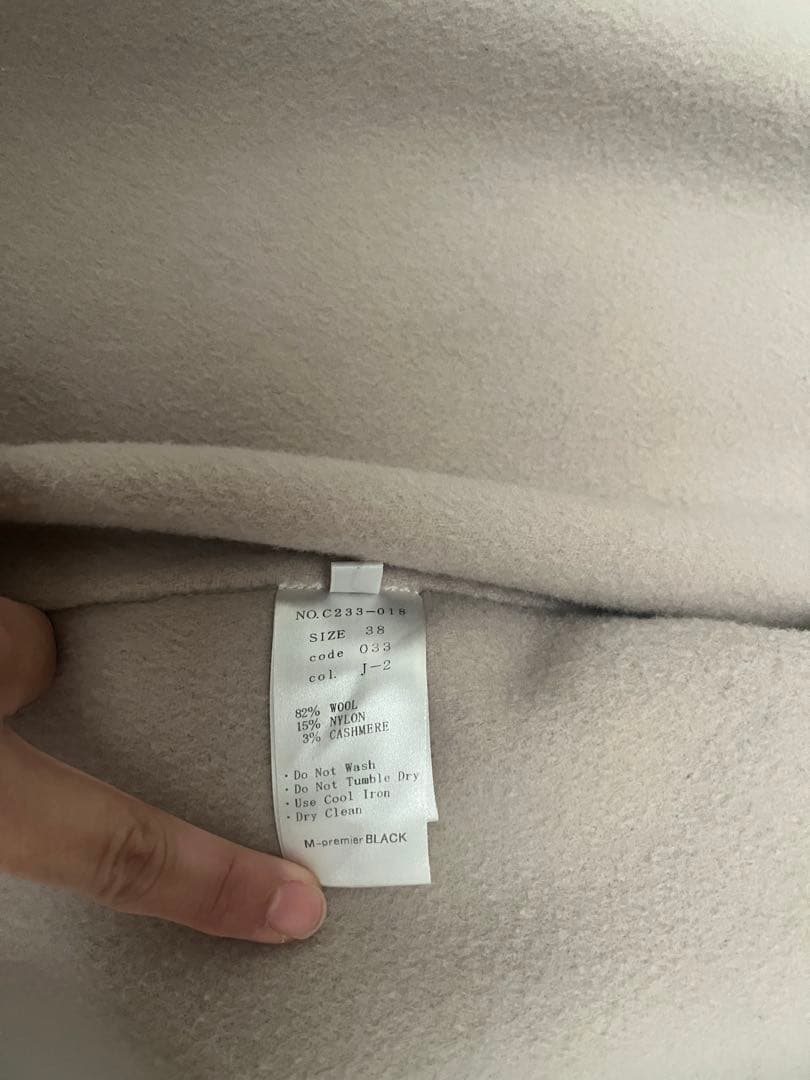 NO.C233-018
SIZE 38
code 033
col. J-2
82% WOOL
15% NYLON
3% CASHMERE
・Do Not Wash
・Do Not Tumble Dry
・Use Cool Iron
・Dry Clean
M-premier BLACK